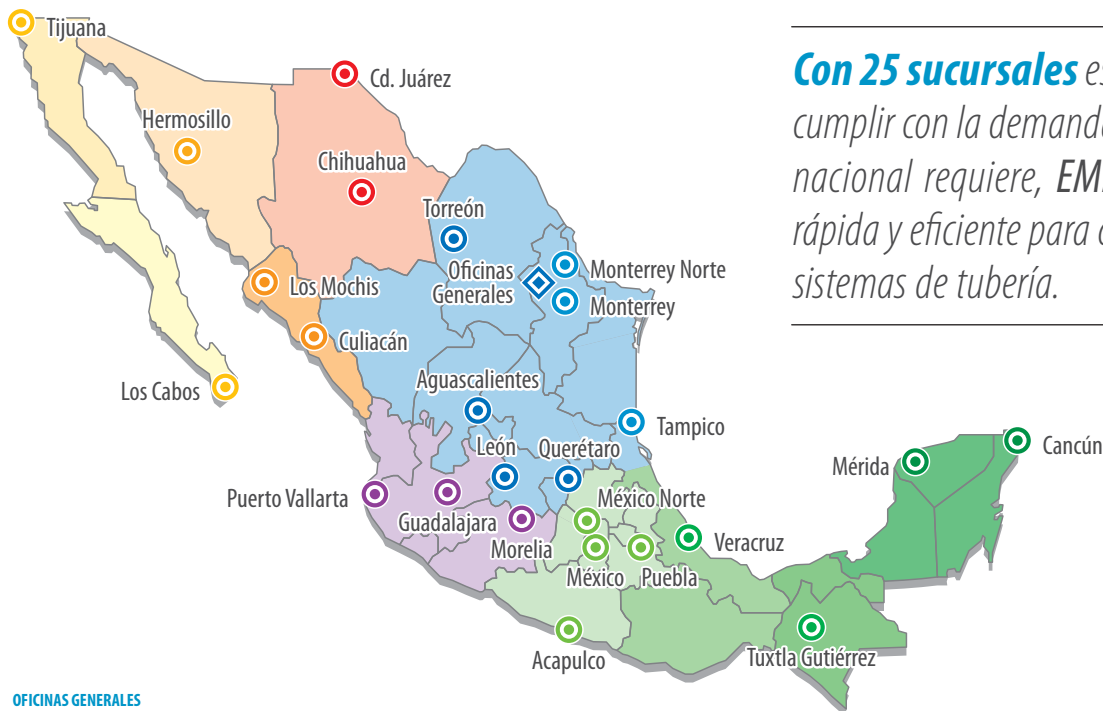 Tijuana
Cd. Juárez
Hermosillo
Chihuahua
Torreón
Oficinas
Generales
Monterrey Norte
Monterrey
Los Mochis
Culiacán
Los Cabos
Aguascalientes
Tampico
León
Querétaro
Puerto Vallarta
Guadalajara
Morelia
México Norte
México
Puebla
Veracruz
Acapulco
Tuxtla Gutiérrez
Mérida
Cancún
Con 25 sucursales
cumplir con la
nacional requiere,
rápida y eficiente para
sistemas de tubería.
OFICINAS GENERALES